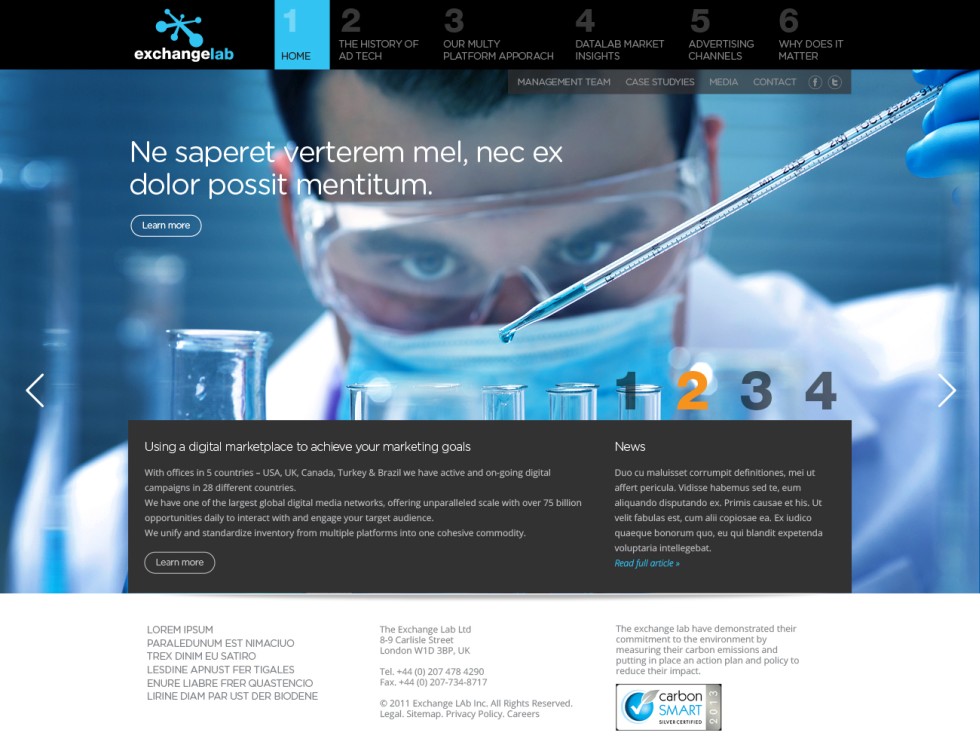 exchangelab
1
HOME
2
THE HISTORY OF
AD TECH
3
OUR MULTY
PLATFORM APPORACH
4
DATALAB MARKET
INSIGHTS
5
ADVERTISING
CHANNELS
6
WHY DOES IT
MATTER
MANAGEMENT TEAM CASE STUDYIES MEDIA CONTACT
Ne saperet verterem mel, nec ex
dolor possit mentitum.
Learn more
1 2 3 4
Using a digital marketplace to achieve your marketing goals
With offices in 5 countries – USA, UK, Canada, Turkey & Brazil we have active and on-going digital
campaigns in 28 different countries.
We have one of the largest global digital media networks, offering unparalleled scale with over 75 billion
opportunities daily to interact with and engage your target audience.
We unify and standardize inventory from multiple platforms into one cohesive commodity.
Learn more
News
Duo cu maluisset corrumpit definitiones, mei ut
affert pericula. Vidisse habemus sed te, eum
aliquando disputando ex. Primis causae et his. Ut
velit fabulas est, cum alii copiosae ea. Ex iudico
quaeque bonorum quo, eu qui blandit expetenda
voluptaria intellegebat.
Read full article »
LOREM IPSUM
PARALEDUNUM EST NIMACIUO
TREX DINIM EU SATIRO
LESDINE APNUST FER TIGALES
ENURE LIABRE FRER QUASTENCIO
LIRINE DIAM PAR UST DER BIODENE
The Exchange Lab Ltd
8-9 Carlisle Street
London W1D 3BP, UK
Tel. +44 (0) 207 478 4290
Fax. +44 (0) 207-734-8717
© 2011 Exchange LAb Inc. All Rights Reserved.
Legal. Sitemap. Privacy Policy. Careers
The exchange lab have demonstrated their
commitment to the environment by
measuring their carbon emissions and
putting in place an action plan and policy to
reduce their impact.
carbon
SMART
SILVER CERTIFIED
2013